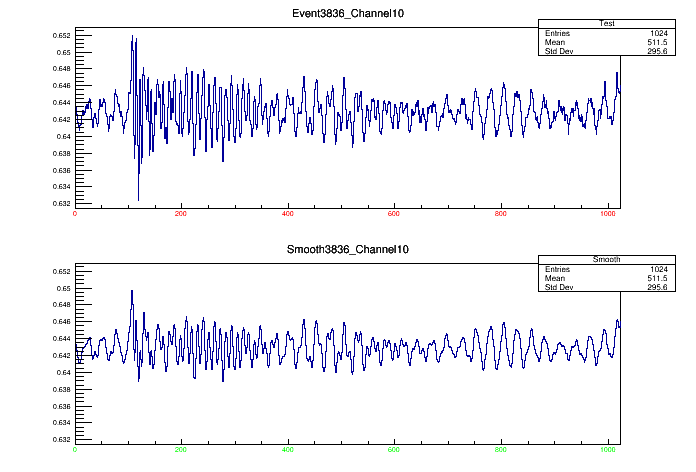 Event3836_Channel10
Test
Entries 1024
Mean 511.5
Std Dev 295.6
0.652
0.65
0.648
0.646
0.644
0.642
0.64
0.638
0.636
0.634
0.632
0 200 400 600 800 1000
Smooth3836_Channel10
Smooth
Entries 1024
Mean 511.5
Std Dev 295.6
0.652
0.65
0.648
0.646
0.644
0.642
0.64
0.638
0.636
0.634
0.632
0 200 400 600 800 1000